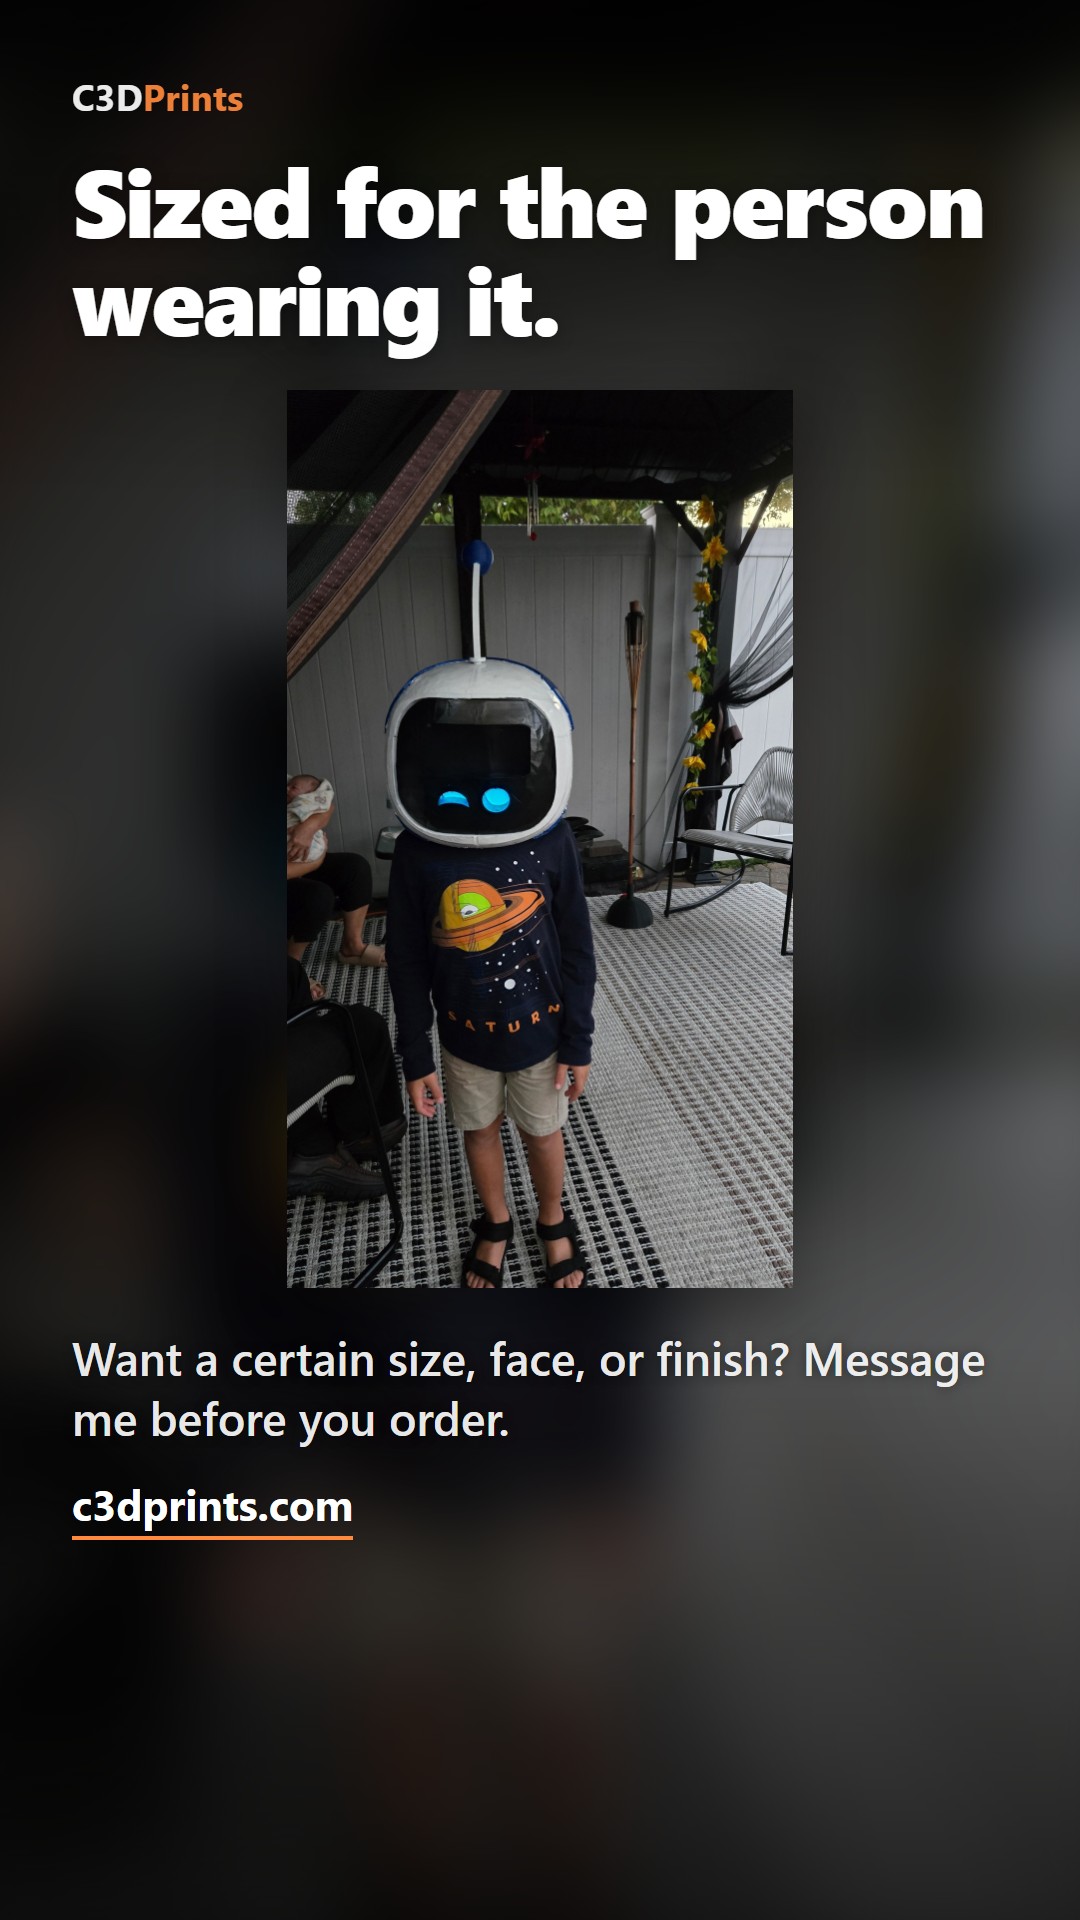 C3DPrints
Sized for the person
wearing it.
SATURN
Want a certain size, face, or finish? Message
me before you order.
c3dprints.com